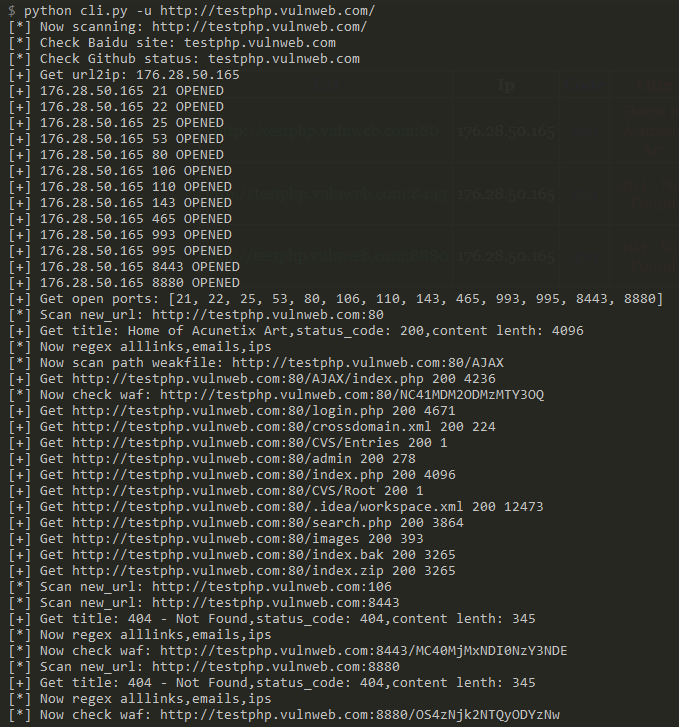 $ python cli.py -u http://testphp.vulnweb.com/
[*] Now scanning: http://testphp.vulnweb.com/
[*] Check Baidu site: testphp.vulnweb.com
[*] Check Github status: testphp.vulnweb.com
[+] Get url2ip: 176.28.50.165
[+] 176.28.50.165 21 OPENED
[+] 176.28.50.165 22 OPENED
[+] 176.28.50.165 25 OPENED
[+] 176.28.50.165 53 OPENED
[+] 176.28.50.165 80 OPENED
[+] 176.28.50.165 106 OPENED
[+] 176.28.50.165 110 OPENED
[+] 176.28.50.165 143 OPENED
[+] 176.28.50.165 465 OPENED
[+] 176.28.50.165 993 OPENED
[+] 176.28.50.165 995 OPENED
[+] 176.28.50.165 8443 OPENED
[+] 176.28.50.165 8880 OPENED
[+] Get open ports: [21, 22, 25, 53, 80, 106, 110, 143, 465, 993, 995, 8443, 8880]
[*] Scan new_url: http://testphp.vulnweb.com:80
[+] Get title: Home of Acunetix Art,status_code: 200,content lenth: 4096
[*] Now regex alllinks,emails,ips
[*] Now scan path weakfile: http://testphp.vulnweb.com:80/AJAX
[+] Get http://testphp.vulnweb.com:80/AJAX/index.php 200 4236
[*] Now check waf: http://testphp.vulnweb.com:80/NC41MDM2ODMzMTY3OQ
[+] Get http://testphp.vulnweb.com:80/login.php 200 4671
[+] Get http://testphp.vulnweb.com:80/crossdomain.xml 200 224
[+] Get http://testphp.vulnweb.com:80/CVS/Entries 200 1
[+] Get http://testphp.vulnweb.com:80/admin 200 278
[+] Get http://testphp.vulnweb.com:80/index.php 200 4096
[+] Get http://testphp.vulnweb.com:80/CVS/Root 200 1
[+] Get http://testphp.vulnweb.com:80/.idea/workspace.xml 200 12473
[+] Get http://testphp.vulnweb.com:80/search.php 200 3864
[+] Get http://testphp.vulnweb.com:80/images 200 393
[+] Get http://testphp.vulnweb.com:80/index.bak 200 3265
[+] Get http://testphp.vulnweb.com:80/index.zip 200 3265
[*] Scan new_url: http://testphp.vulnweb.com:106
[*] Scan new_url: http://testphp.vulnweb.com:8443
[+] Get title: 404 - Not Found,status_code: 404,content lenth: 345
[*] Now regex alllinks,emails,ips
[*] Now check waf: http://testphp.vulnweb.com:8443/MC40MjMxNDI0NzY3NDE
[*] Scan new_url: http://testphp.vulnweb.com:8880
[+] Get title: 404 - Not Found,status_code: 404,content lenth: 345
[*] Now regex alllinks,emails,ips
[*] Now check waf: http://testphp.vulnweb.com:8880/OS4zNjk2NTQyODYzNw